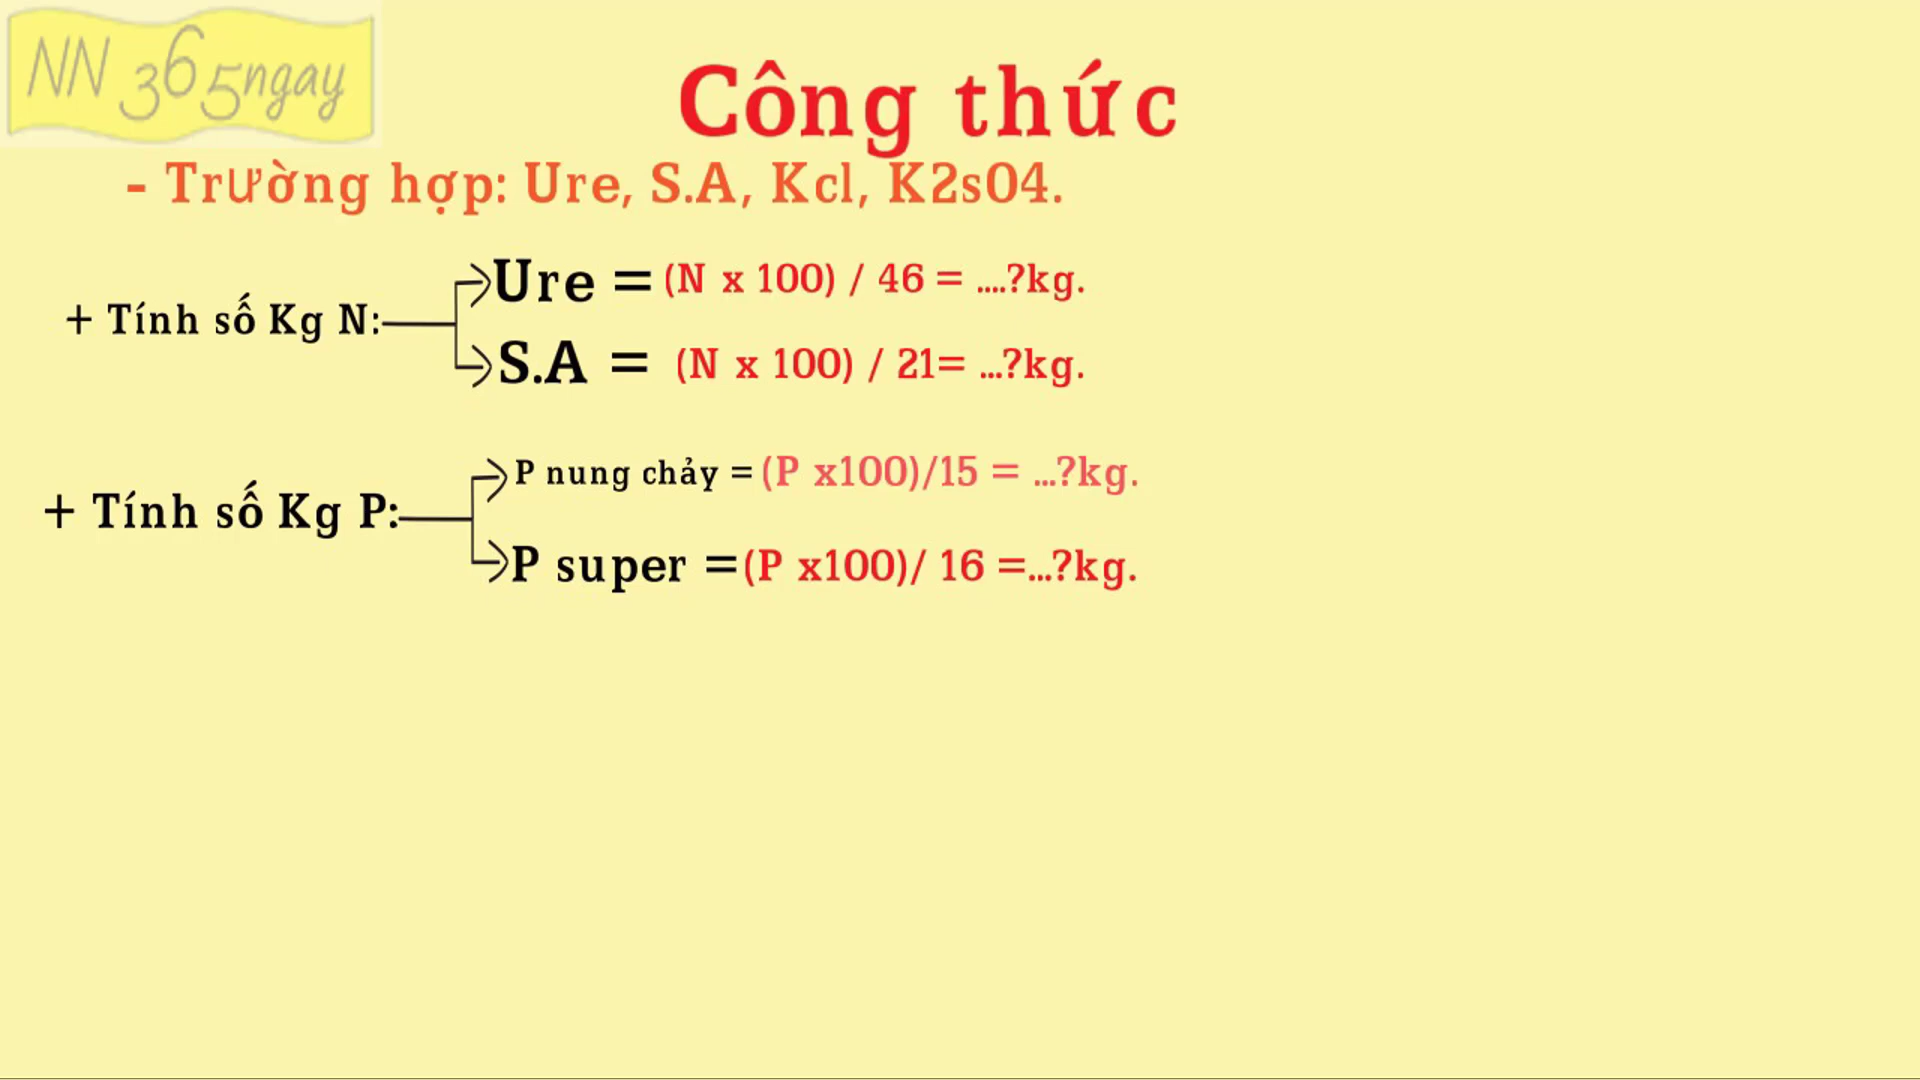 NN 365ngay
Công thức
- Trường hợp: Ure, S.A, Kcl, K2sO4.
+ Tính số Kg N:
Ure = (N x 100) / 46 = ....?kg.
S.A = (N x 100) / 21= ...?kg.
+ Tính số Kg P:
P nung chảy = (P x100)/15 = ...?kg.
P super =(P x100)/ 16 =...?kg.